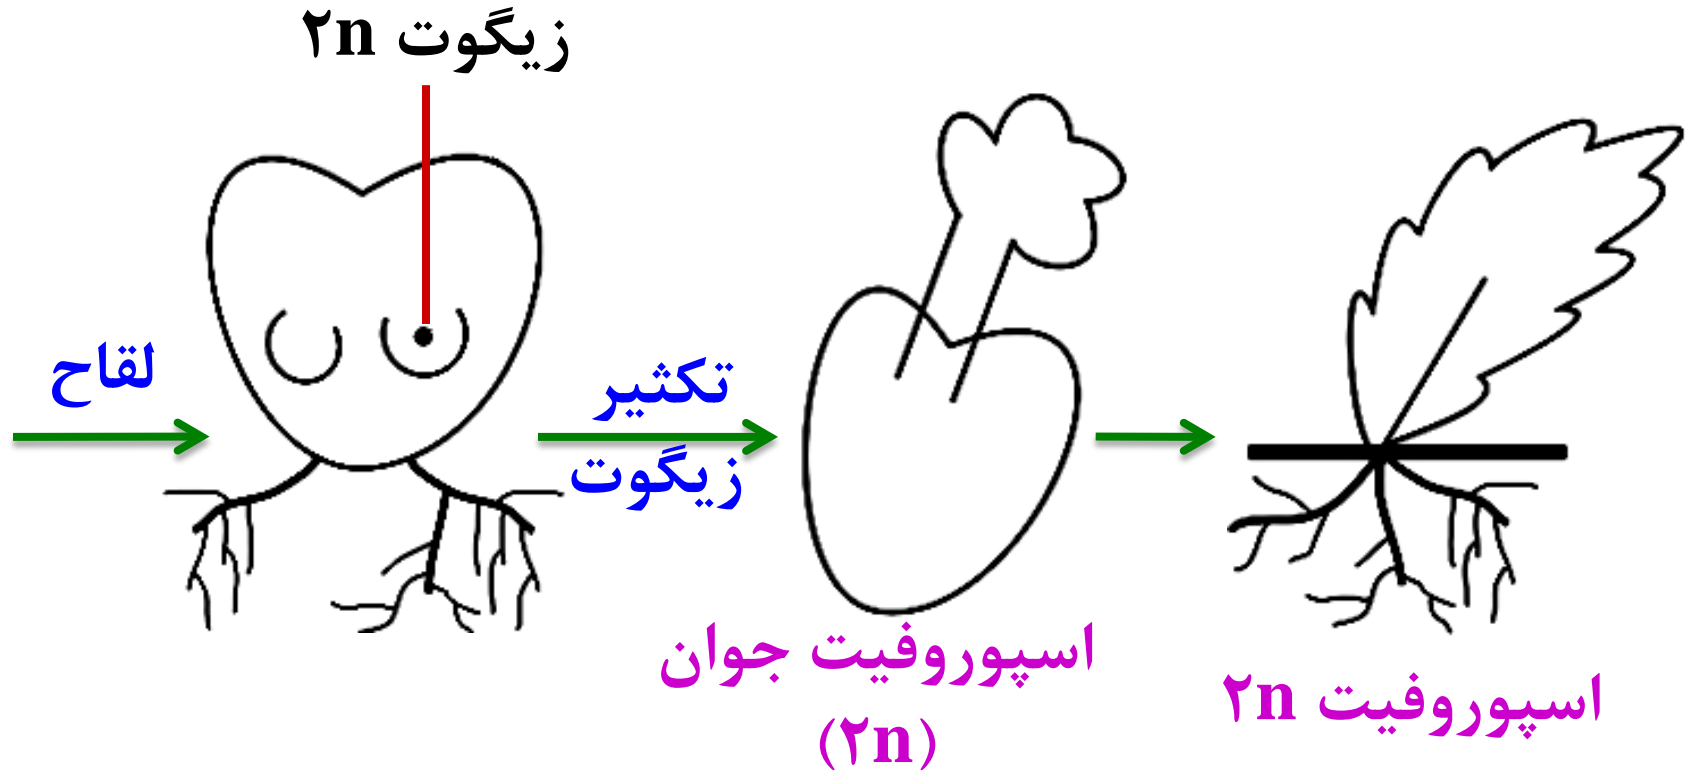 زیگوت ۲n
لقاح
تکثیر
زیگوت
اسپوروفیت جوان
(۲n)
اسپوروفیت ۲n